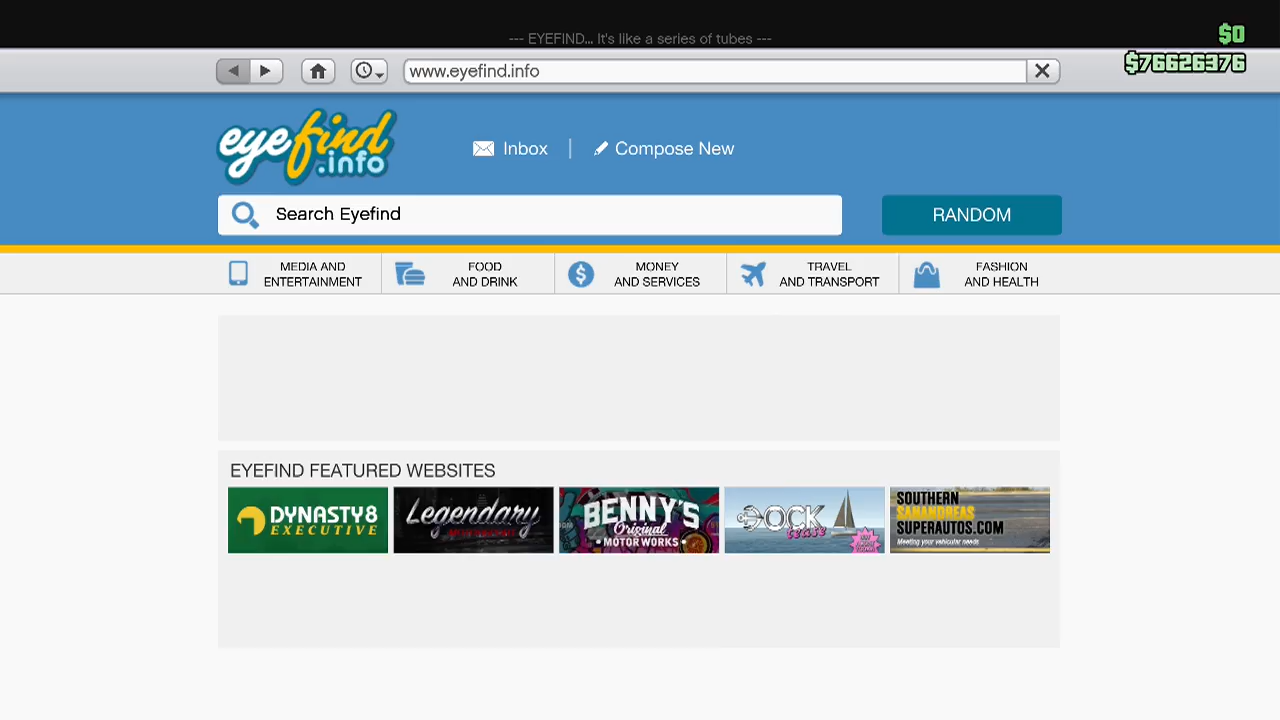 --- EYEFIND... It's like a series of tubes ---
$0
$76626376
www.eyefind.info
eyefind
.info
Inbox
Compose New
Search Eyefind
RANDOM
MEDIA AND
ENTERTAINMENT
FOOD
AND DRINK
MONEY
AND SERVICES
TRAVEL
AND TRANSPORT
FASHION
AND HEALTH
EYEFIND FEATURED WEBSITES
DYNASTY8
EXECUTIVE
Legendary
BENNY'S
Original
MOTORWORKS
DOCK
tease
SOUTHERN
SANANDREAS
SUPERAUTOS.COM
Meeting your vehicular needs